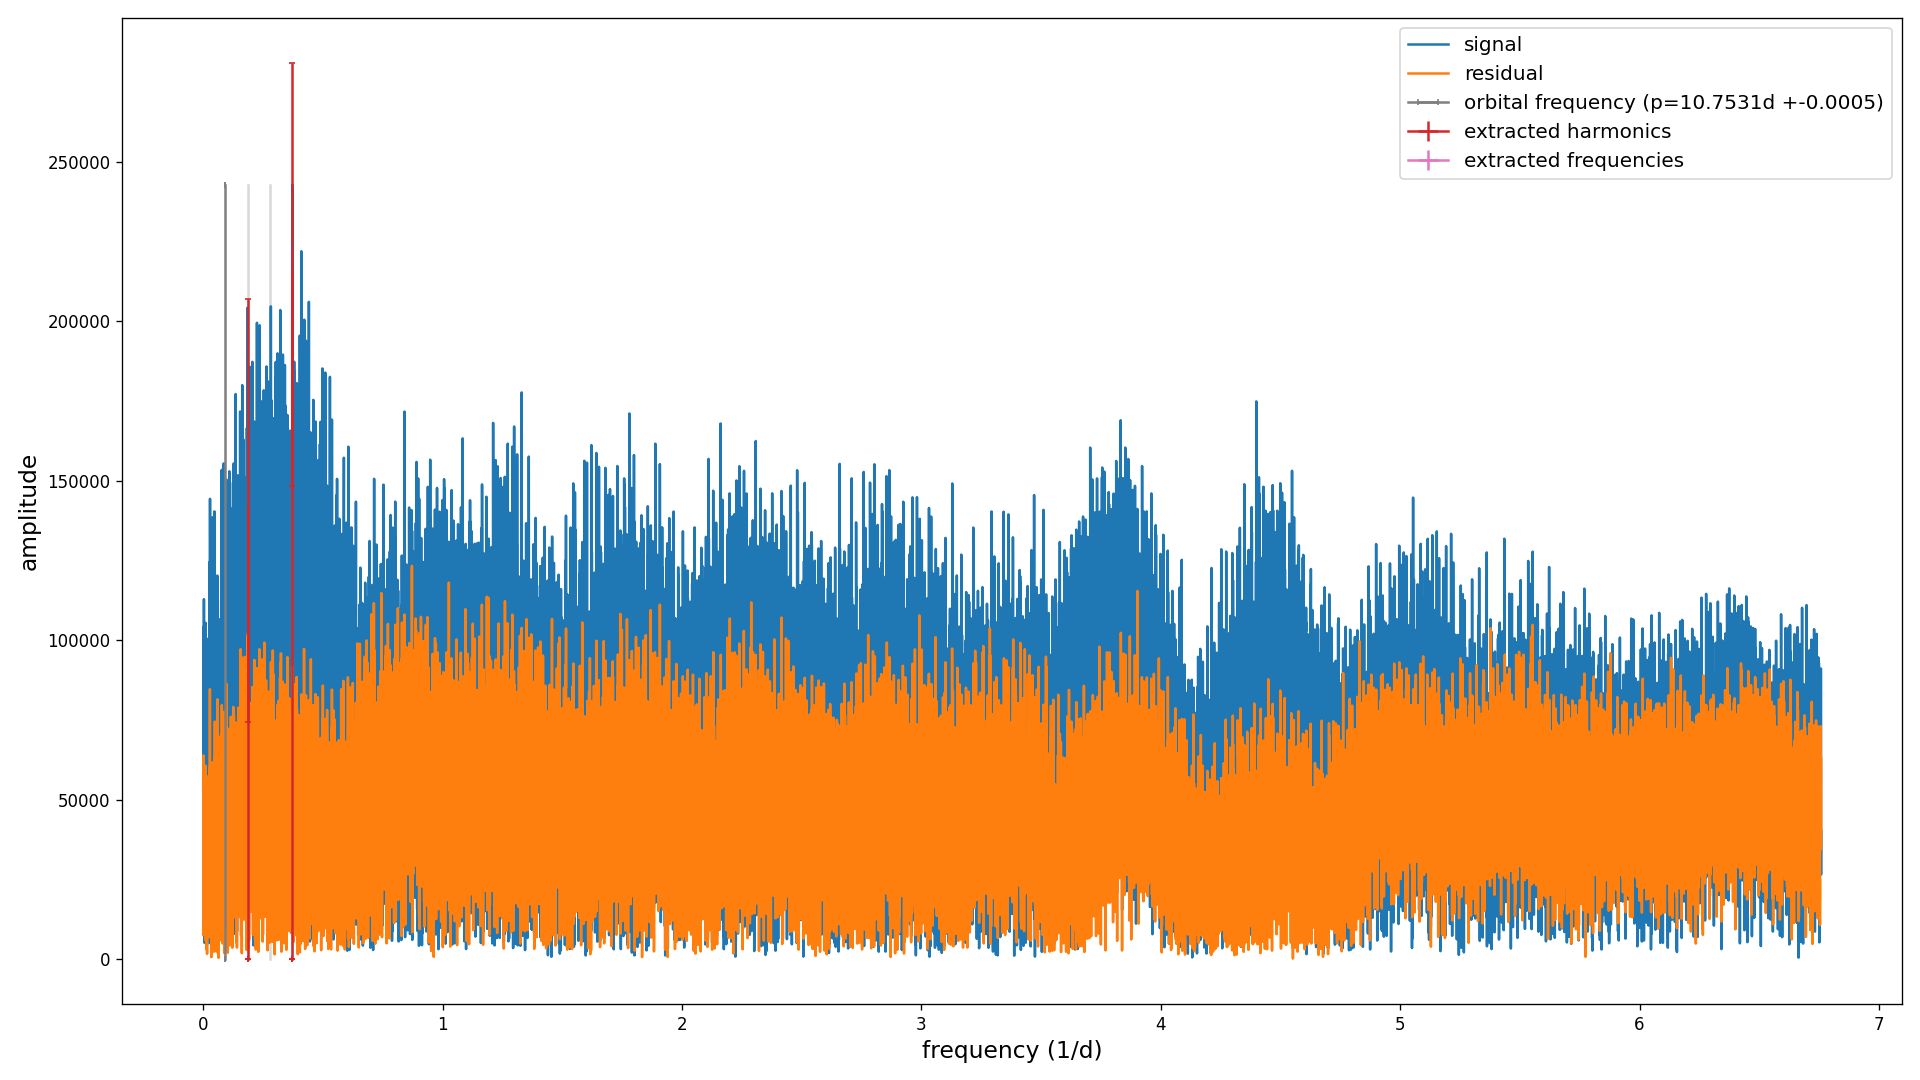 signal
residual
orbital frequency (p=10.7531d +-0.0005)
extracted harmonics
extracted frequencies
250000
200000
150000
100000
50000
0
amplitude
0 1 2 3 4 5 6 7
frequency (1/d)